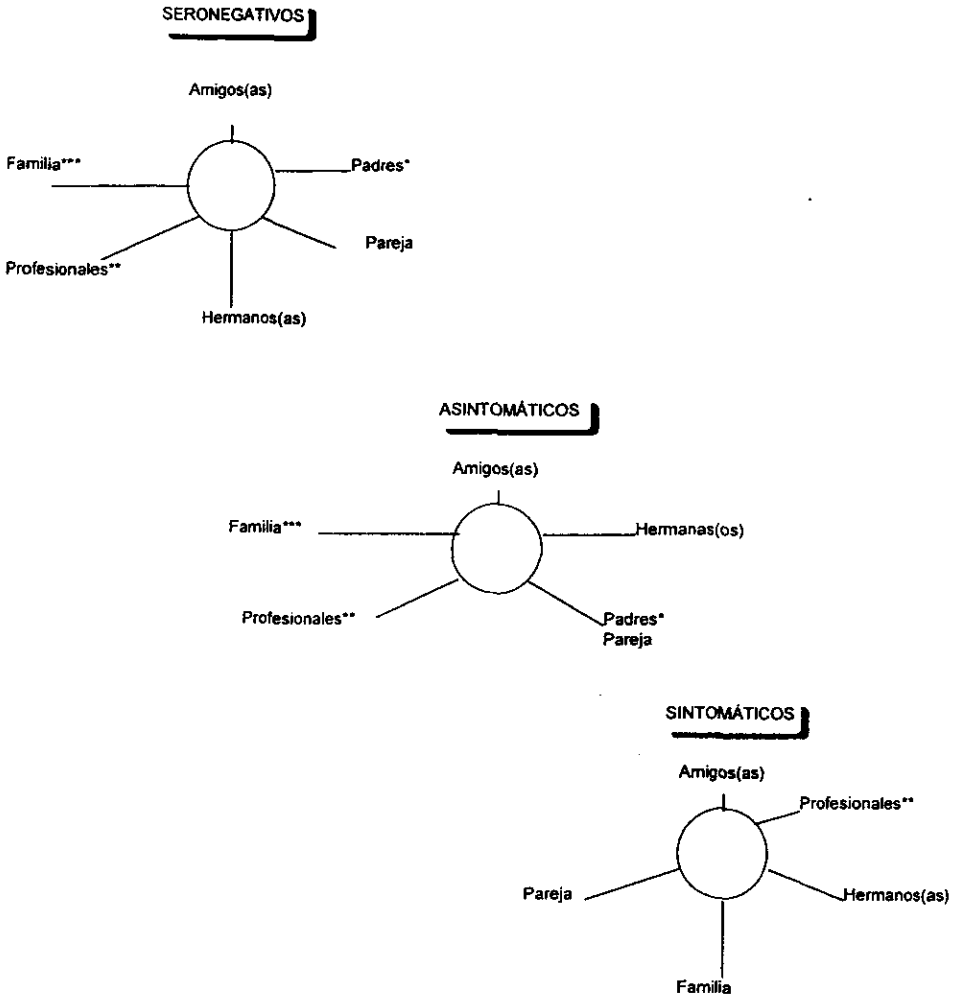 SERONEGATIVOS
Amigos(as)
Familia***
Padres*
Pareja
Profesionales**
Hermanos(as)
ASINTOMÁTICOS
Amigos(as)
Familia***
Hermanas(os)
Profesionales**
Padres*
Pareja
SINTOMÁTICOS
Amigos(as)
Profesionales**
Pareja
Hermanos(as)
Familia